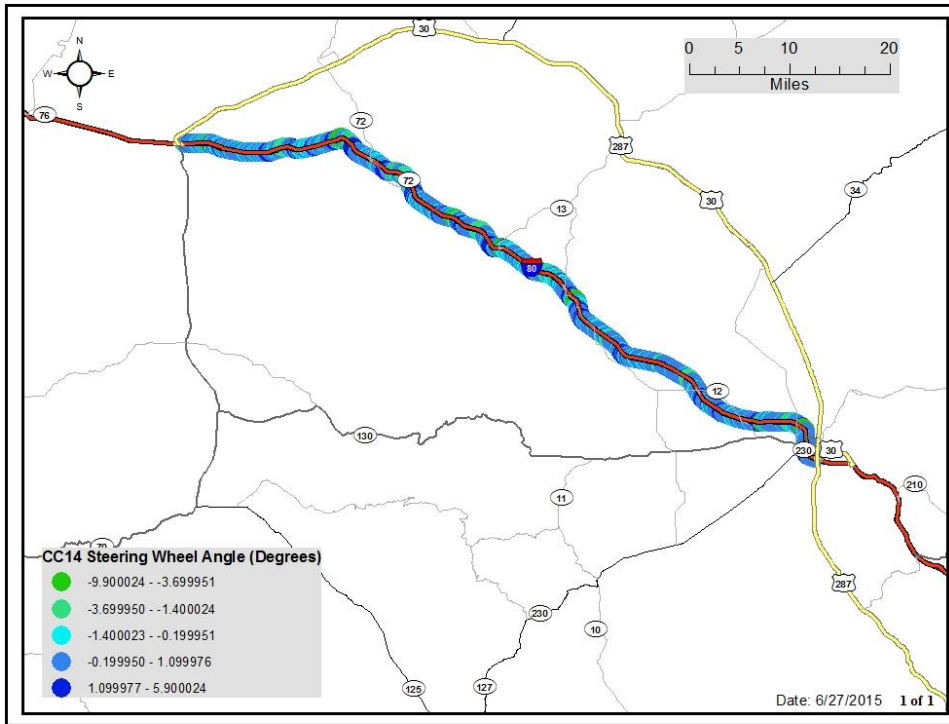 30
N
W E
S
0 5 10 20
Miles
76
72
287
72
30
34
13
80
12
130
230
30
210
11
70
287
CC14 Steering Wheel Angle (Degrees)
-9.900024 - -3.699951
-3.699950 - -1.400024
-1.400023 - -0.199951
-0.199950 - 1.099976
1.099977 - 5.900024
230
10
125
127
Date: 6/27/2015 1 of 1